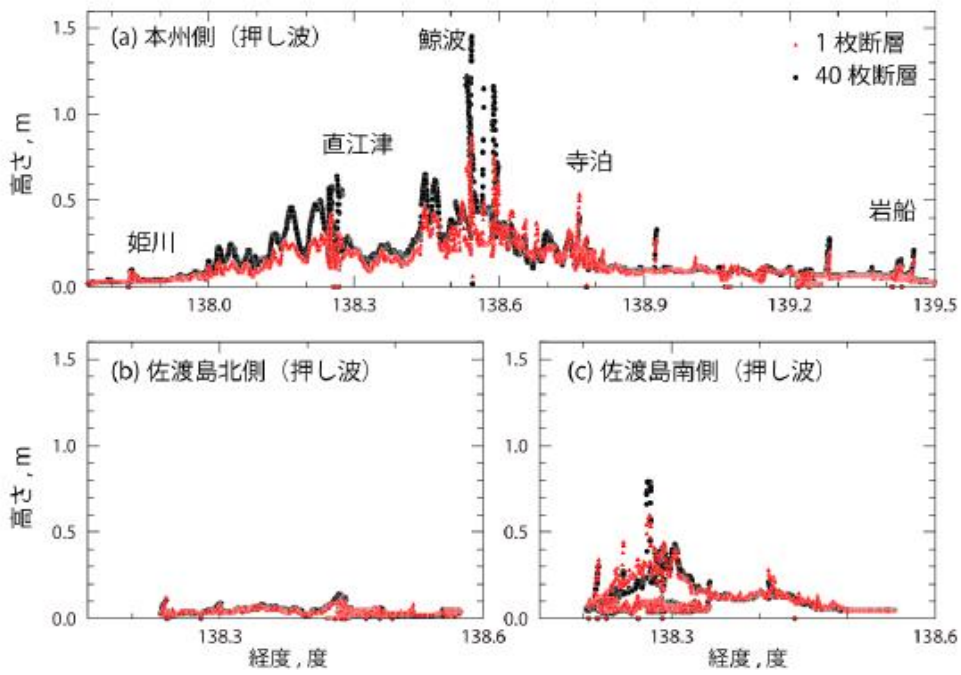 (a) 本州側（押し波）
鯨波
1 枚断層
40 枚断層
直江津
寺泊
姫川
岩船
高さ , m
1.5
1.0
0.5
0.0
138.0
138.3
138.6
138.9
139.2
139.5
(b) 佐渡島北側（押し波）
高さ , m
1.5
1.0
0.5
0.0
138.3
138.6
経度 , 度
(c) 佐渡島南側（押し波）
1.5
1.0
0.5
0.0
138.3
138.6
経度 , 度